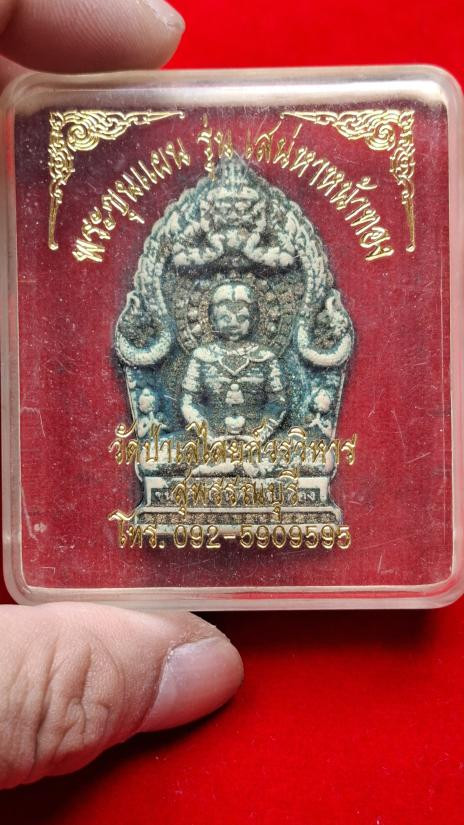 พระขุนแผน รุ่น เสน่หาหน้าทอง
วัดป่าเลไลยก์วรวิหาร
สุพรรณบุรี
โทร. 092-5909595